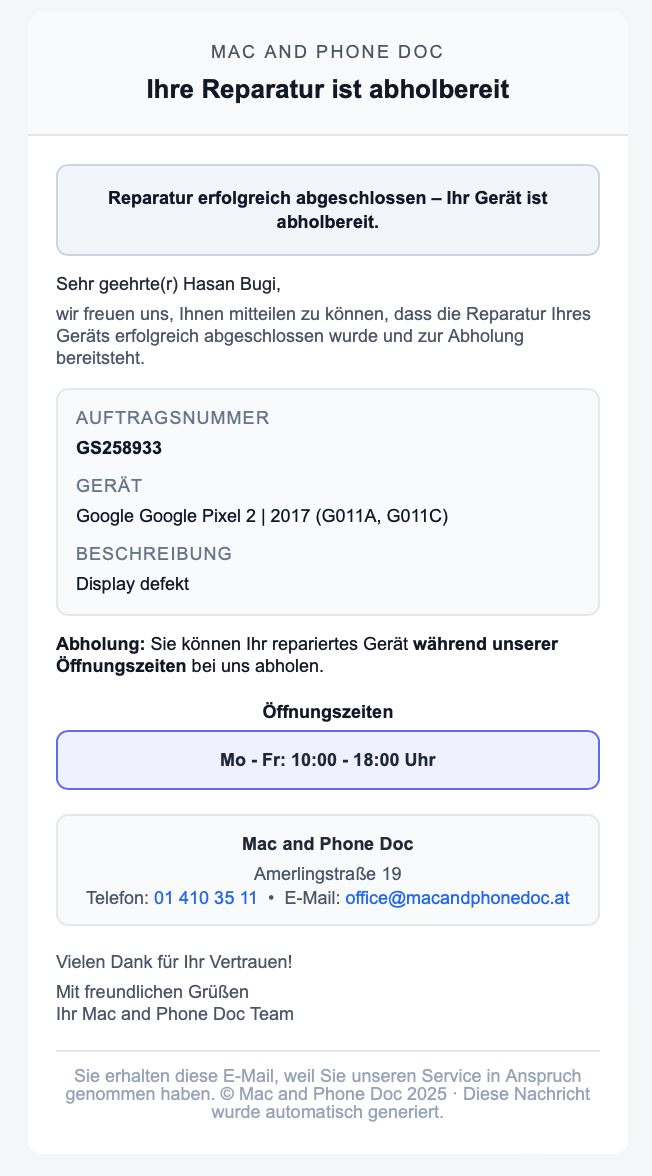 MAC AND PHONE DOC
Ihre Reparatur ist abholbereit
Reparatur erfolgreich abgeschlossen – Ihr Gerät ist
abholbereit.
Sehr geehrte(r) Hasan Bugi,
wir freuen uns, Ihnen mitteilen zu können, dass die Reparatur Ihres
Geräts erfolgreich abgeschlossen wurde und zur Abholung
bereitsteht.
AUFTRAGSNUMMER
GS258933
GERÄT
Google Google Pixel 2 | 2017 (G011A, G011C)
BESCHREIBUNG
Display defekt
Abholung: Sie können Ihr repariertes Gerät während unserer
Öffnungszeiten bei uns abholen.
Öffnungszeiten
Mo - Fr: 10:00 - 18:00 Uhr
Mac and Phone Doc
Amerlingstraße 19
Telefon: 01 410 35 11 • E-Mail: office@macandphonedoc.at
Vielen Dank für Ihr Vertrauen!
Mit freundlichen Grüßen
Ihr Mac and Phone Doc Team
Sie erhalten diese E-Mail, weil Sie unseren Service in Anspruch
genommen haben. © Mac and Phone Doc 2025 · Diese Nachricht
wurde automatisch generiert.